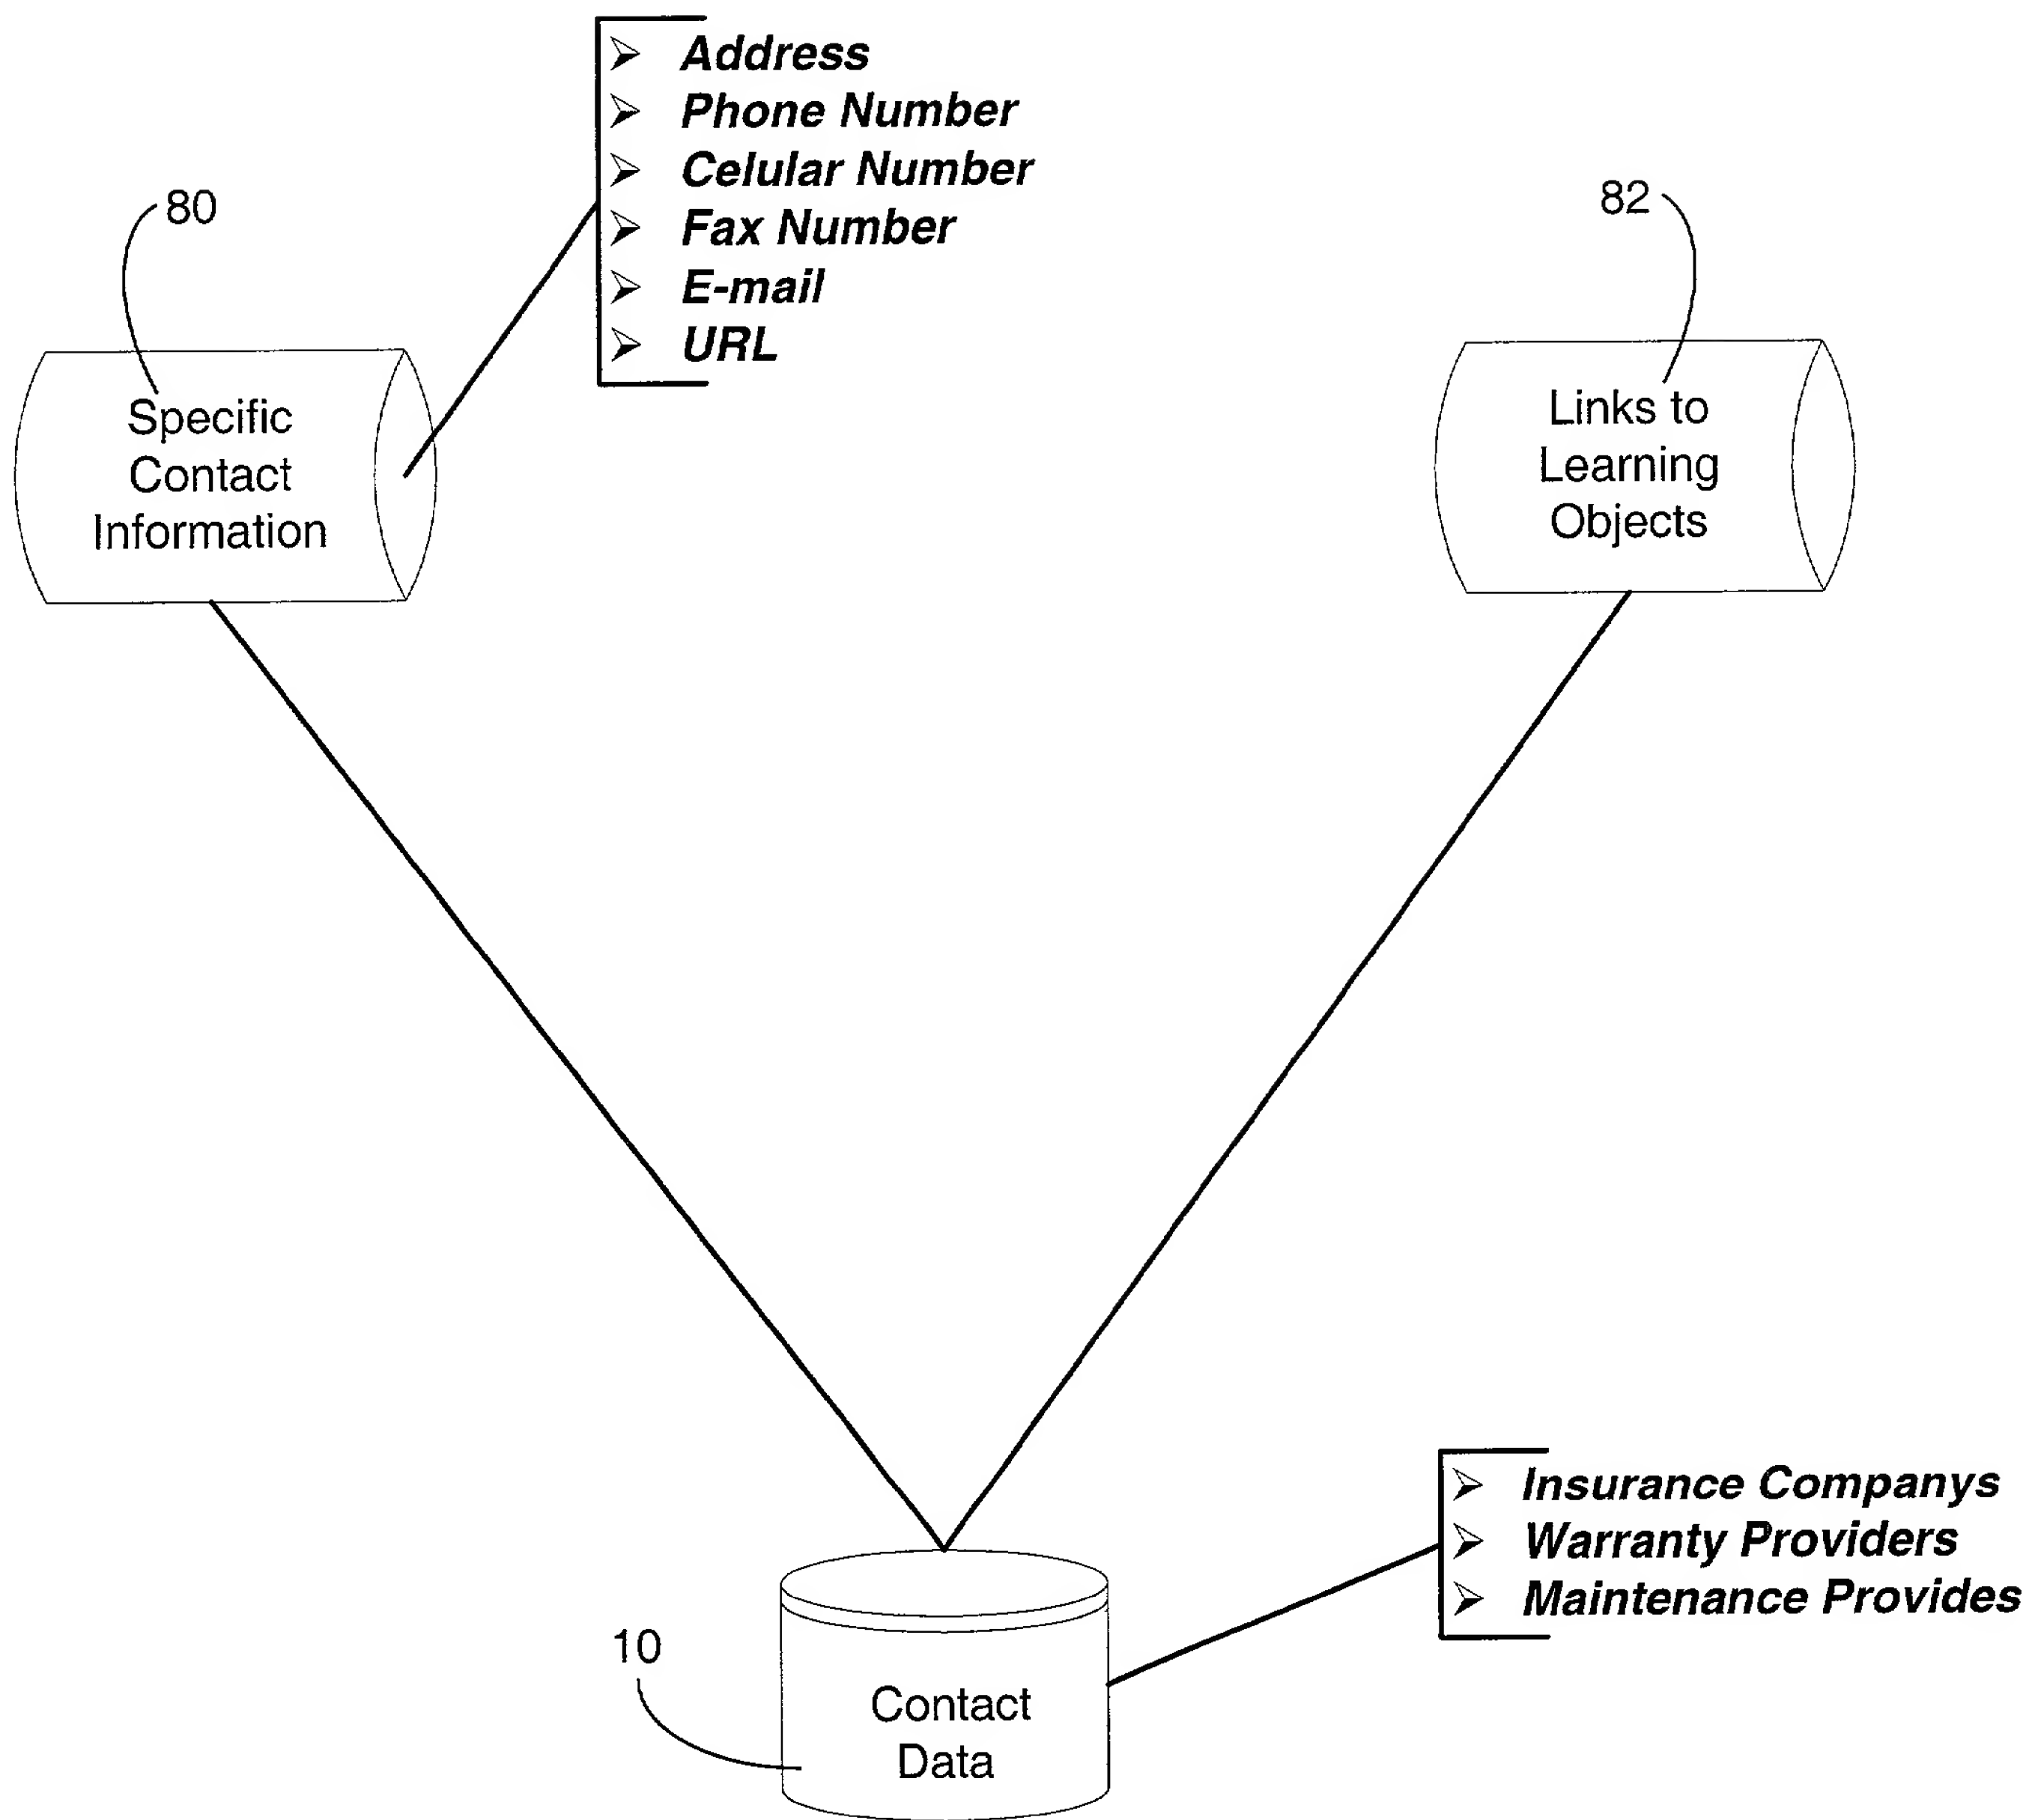 Address
Phone Number
Celular Number
Fax Number
E-mail
URL
80
82
Specific
Contact
Information
Links to
Learning
Objects
Insurance Companys
Warranty Providers
Maintenance Provides
10
Contact
Data